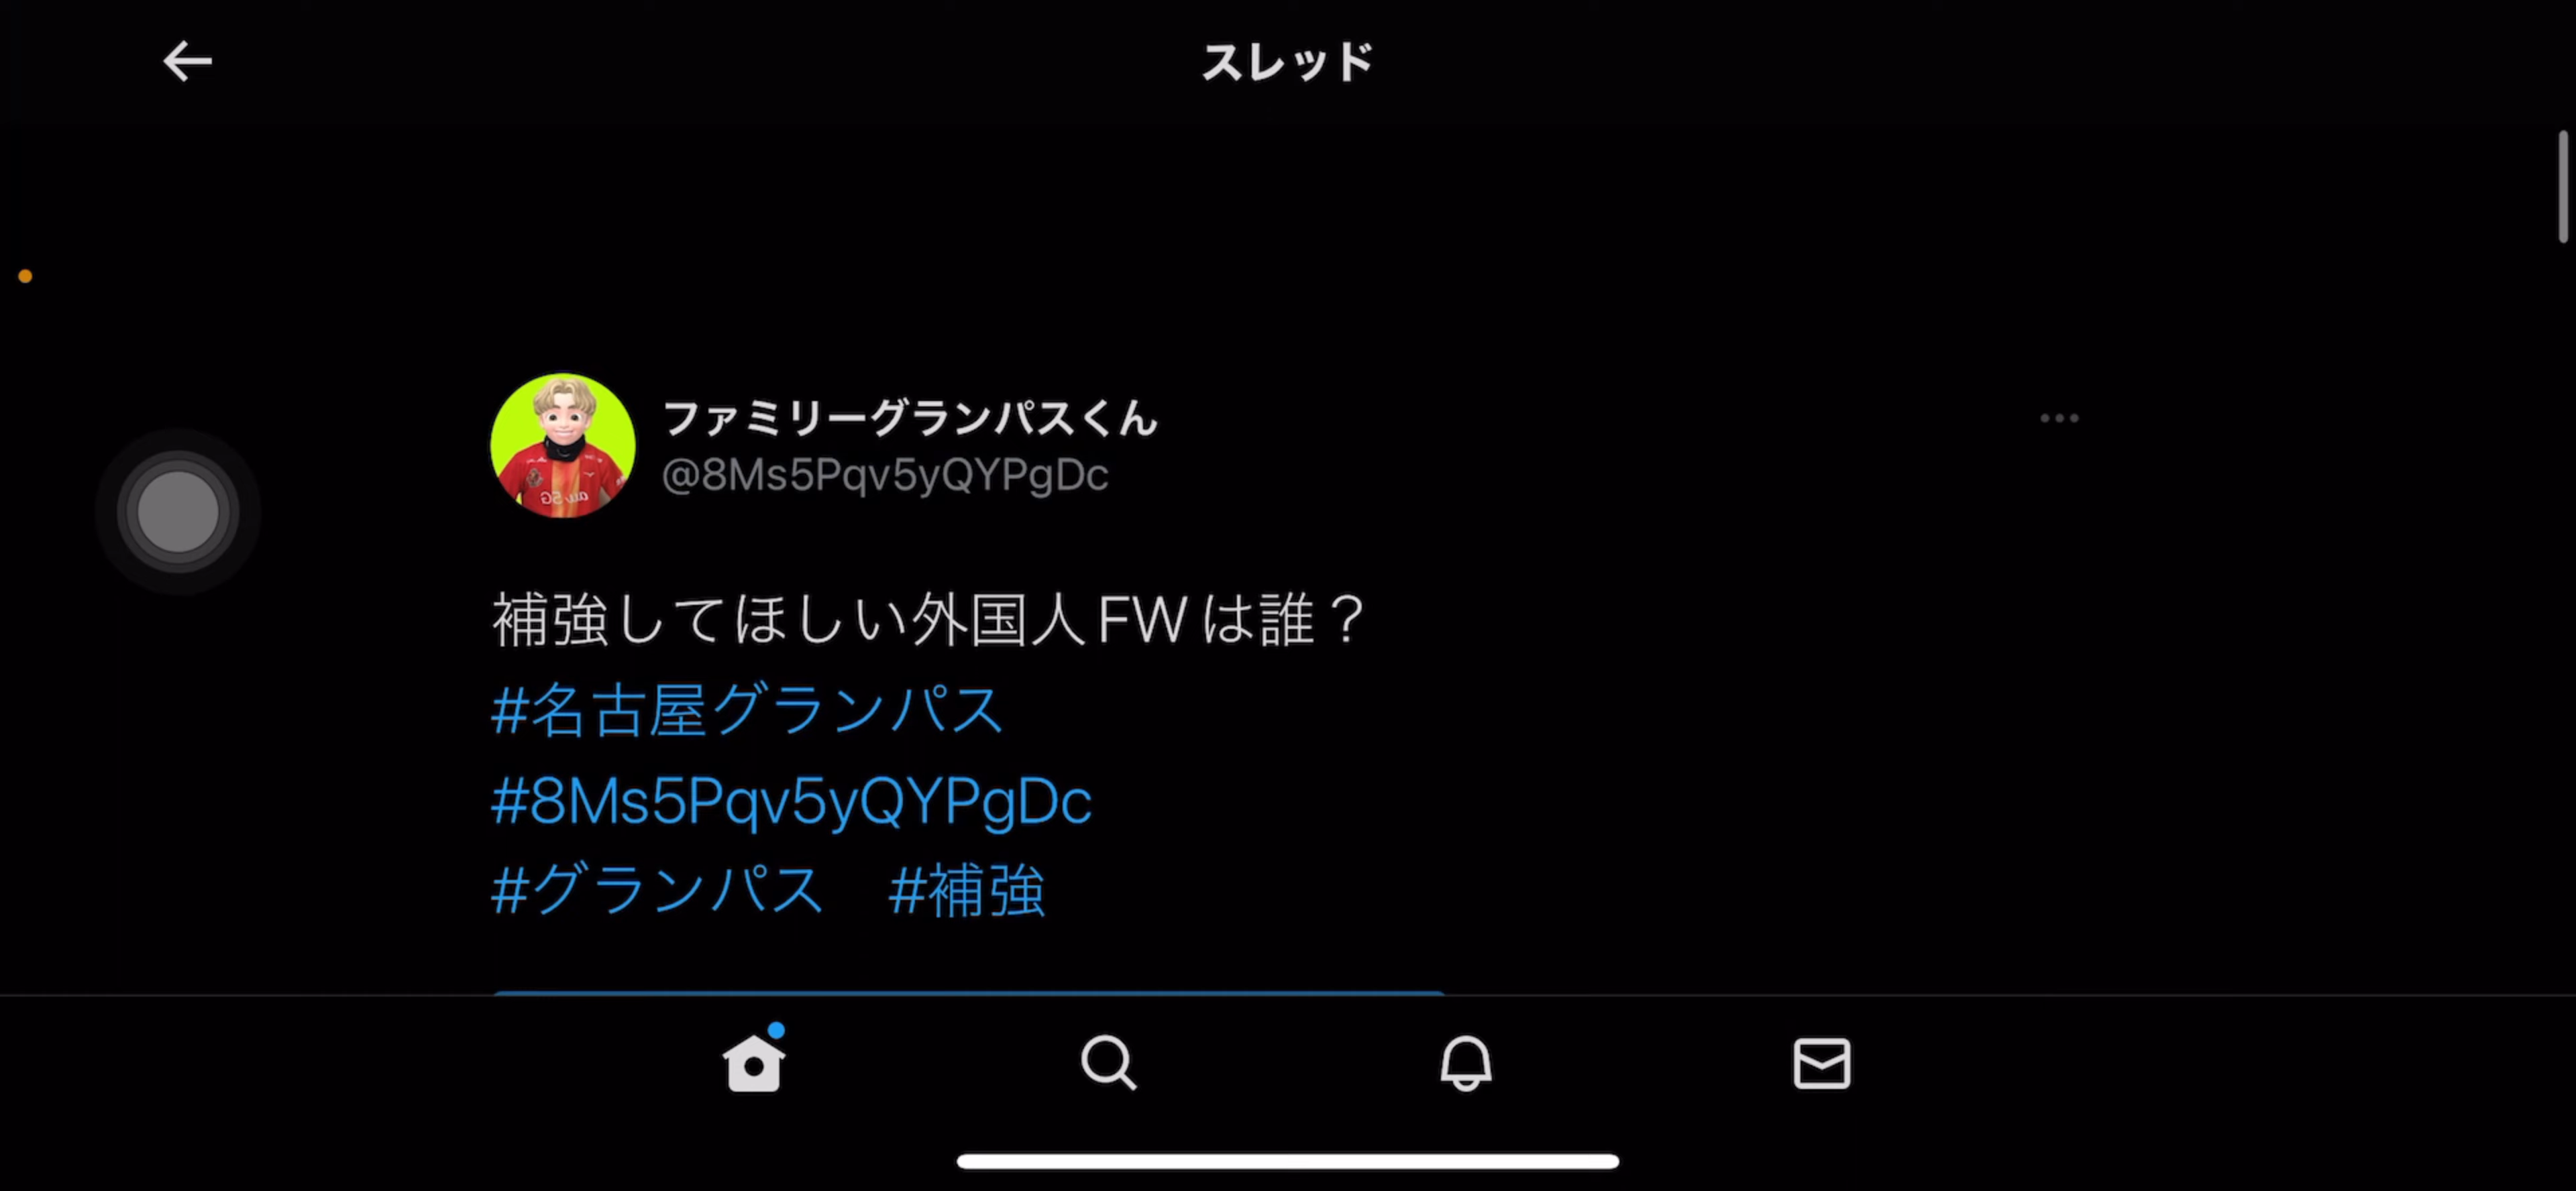 スレッド
ファミリーグランパスくん
@8Ms5Pqv5yQYPgDc
補強してほしい外国人FWは誰？
#名古屋グランパス
#8Ms5Pqv5yQYPgDc
#グランパス　#補強